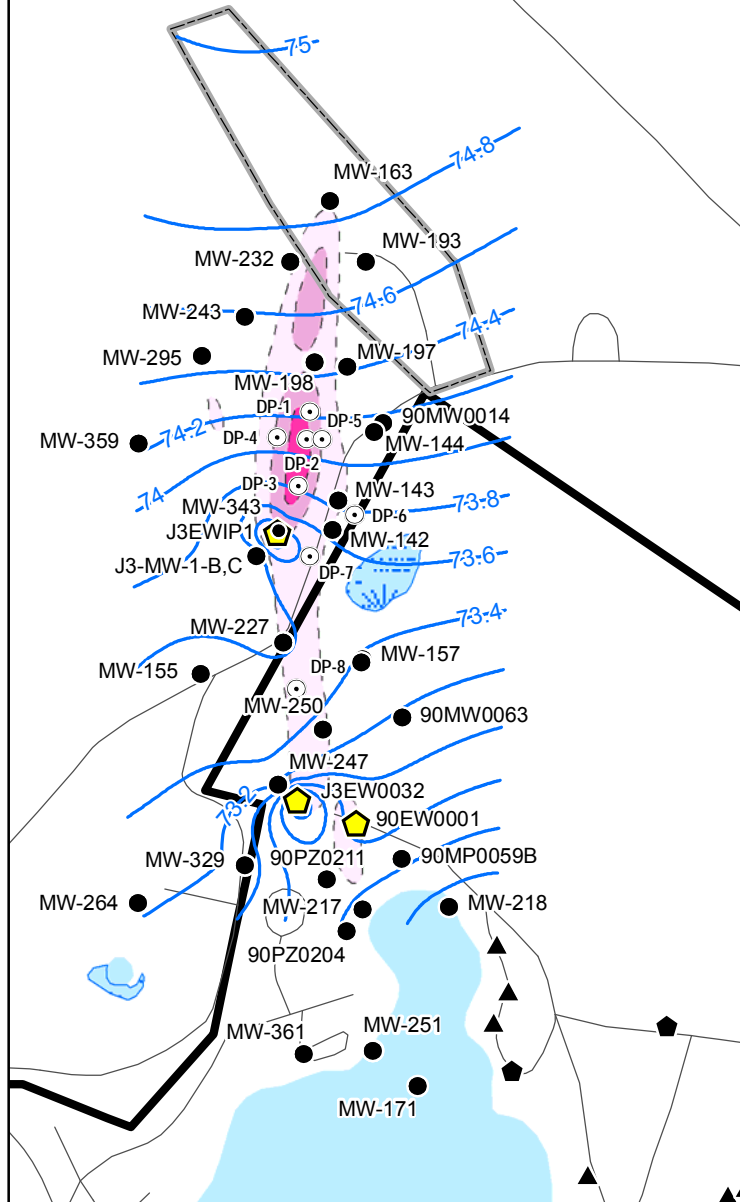 75
74.8
MW-163
MW-193
MW-232
74.6
MW-243
74.4
MW-295
MW-197
MW-198
DP-1
90MW0014
DP-5
74.2
DP-4
MW-144
MW-359
DP-2
DP-3
MW-143
74
73.8
MW-343
DP-6
J3EWIP1
MW-142
J3-MW-1-B,C
73.6
DP-7
73.4
MW-227
MW-157
DP-8
MW-155
MW-250
90MW0063
MW-247
J3EW0032
73.2
90EW0001
90PZ0211
90MP0059B
MW-329
MW-264
MW-217
MW-218
90PZ0204
MW-361
MW-251
MW-171